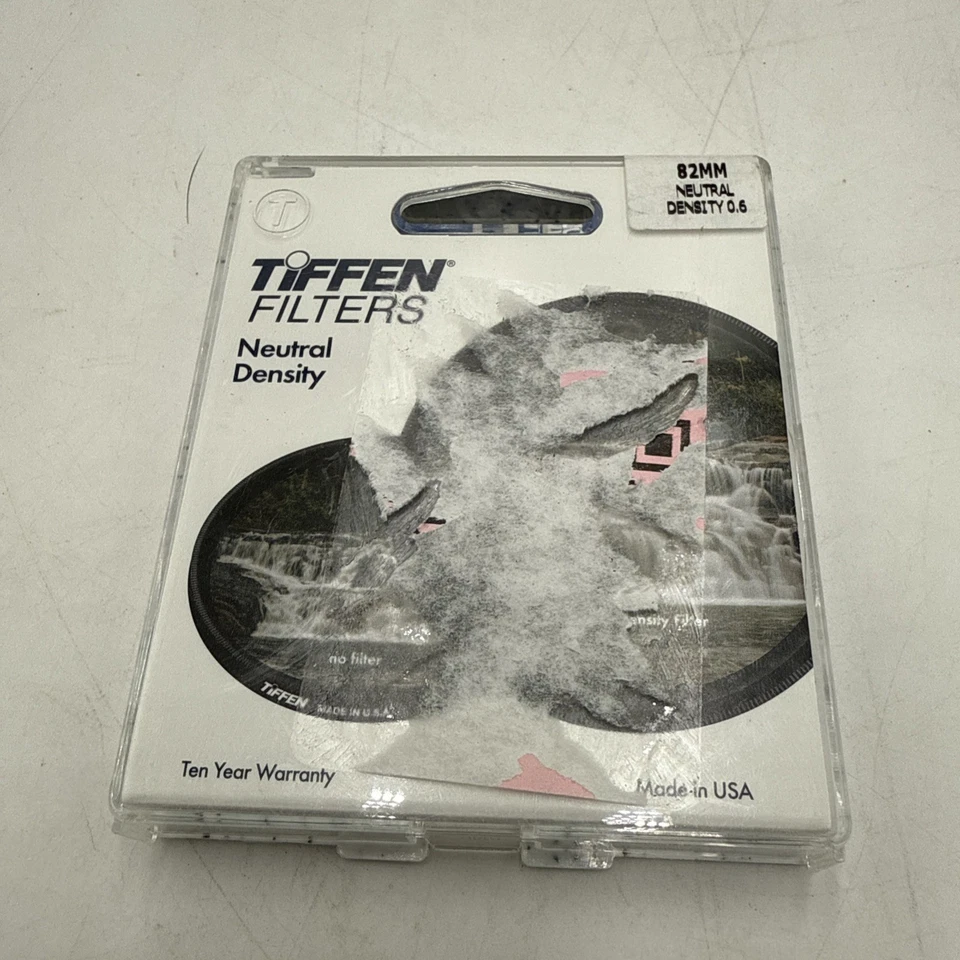 82MM
NEUTRAL
DENSITY 0.6
T
TiFFEN®
FILTERS
Neutral
Density
no filter
filter
TiFFEN MADE IN U.S.A.
Ten Year Warranty
Made in USA